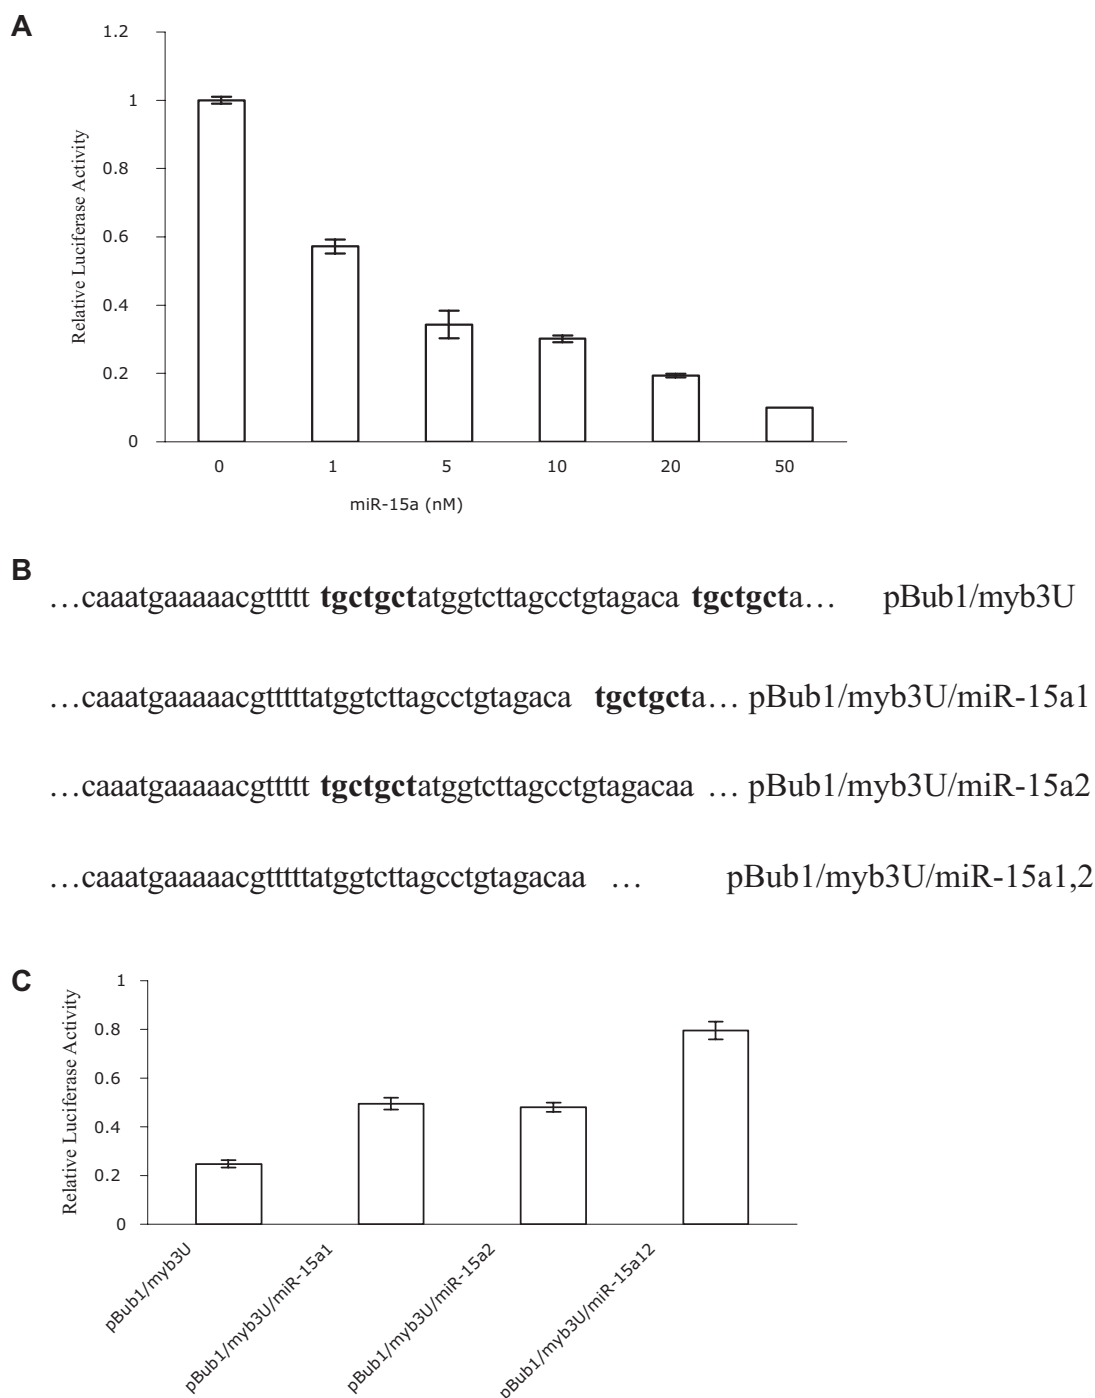 A
1.2
1
0.8
0.6
0.4
0.2
0
Relative Luciferase Activity
0 1 5 10 20 50
miR-15a (nM)
B
…caaatgaaaaacgttttt tgctgctatggtcttagcctgtagaca tgctgcta… pBub1/myb3U
…caaatgaaaaacgtttttatggtcttagcctgtagaca tgctgcta… pBub1/myb3U/miR-15a1
…caaatgaaaaacgttttt tgctgctatggtcttagcctgtagacaa … pBub1/myb3U/miR-15a2
…caaatgaaaaacgtttttatggtcttagcctgtagacaa … pBub1/myb3U/miR-15a1,2
C
1
0.8
0.6
0.4
0.2
0
Relative Luciferase Activity
pBub1/myb3U
pBub1/myb3U/miR-15a1
pBub1/myb3U/miR-15a2
pBub1/myb3U/miR-15a12